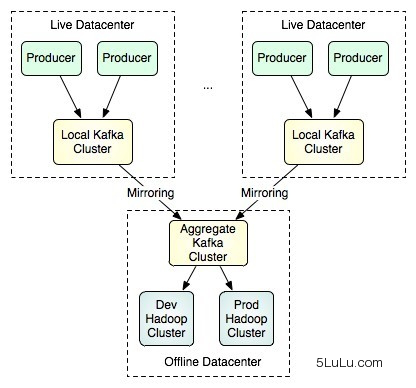 Live Datacenter
Producer
Producer
Local Kafka
Cluster
...
Live Datacenter
Producer
Producer
Local Kafka
Cluster
Mirroring
Mirroring
Aggregate
Kafka
Cluster
Dev
Hadoop
Cluster
Prod
Hadoop
Cluster
Offline Datacenter
5LuLu.com